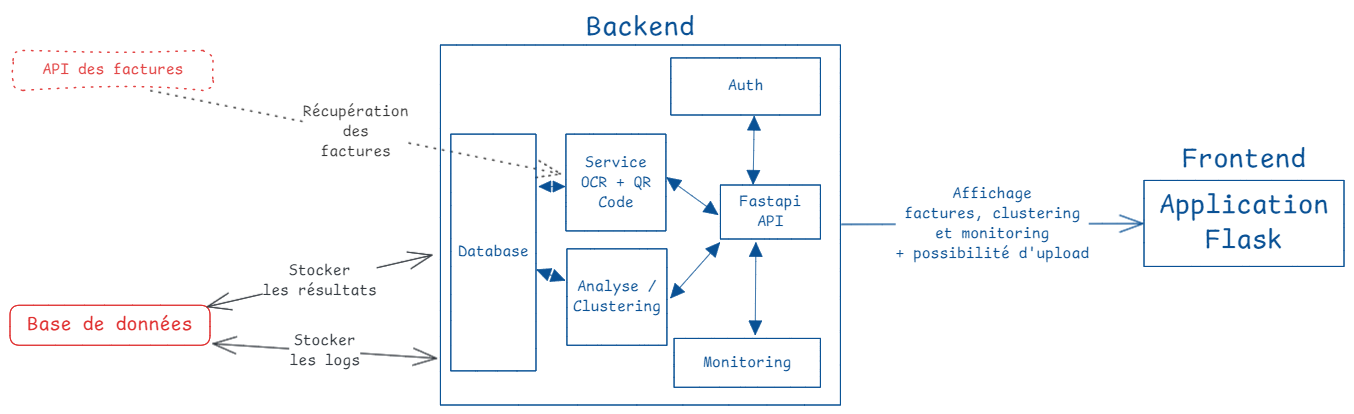 Backend
API des factures
Récupération
des
factures
Auth
Service
OCR + QR
Code
Fastapi
API
Database
Analyse /
Clustering
Monitoring
Stocker
les résultats
Base de données
Stocker
les logs
Affichage
factures, clustering
et monitoring
+ possibilité d'upload
Frontend
Application
Flask